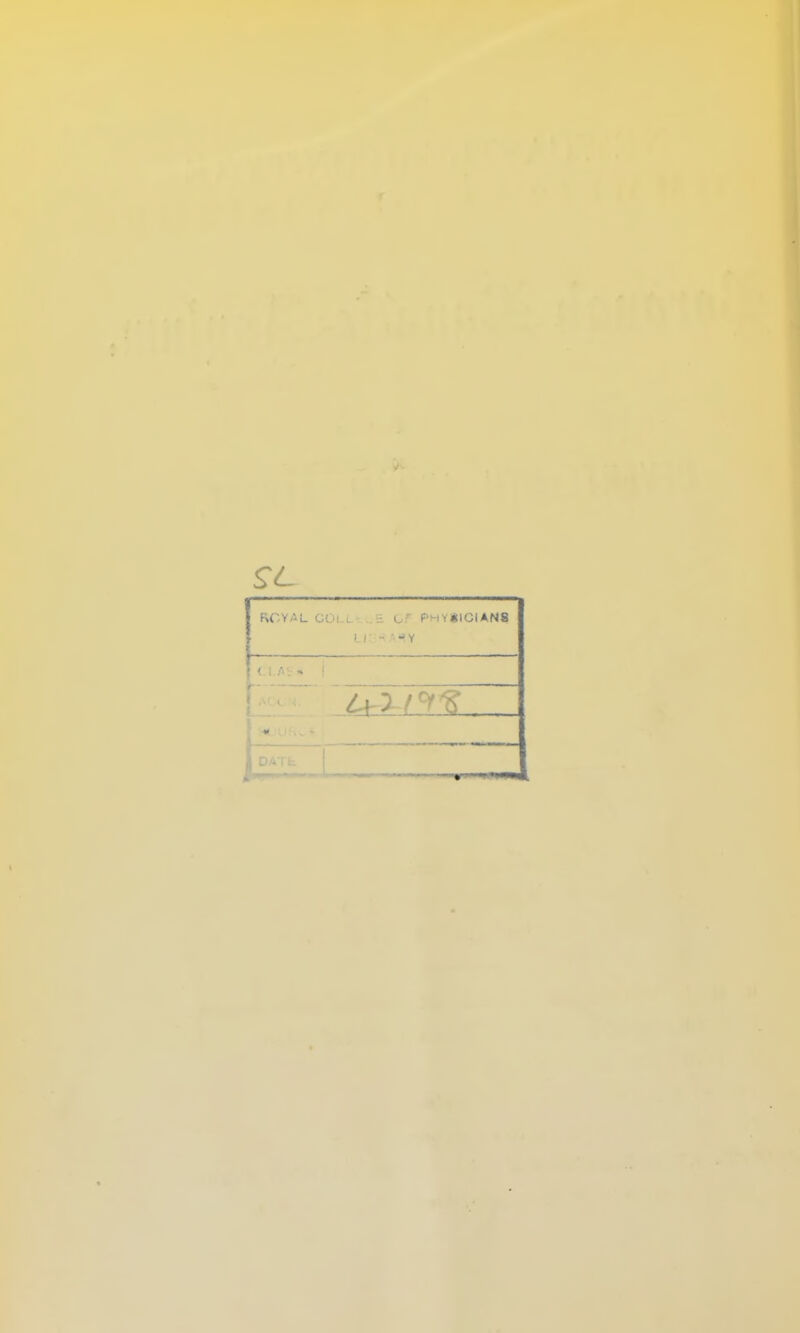 SL
ROYAL COLLEGE OF PHYSICIANS
LIBRARY
CLASS
ACCN. 42198
SOURCE
DATE